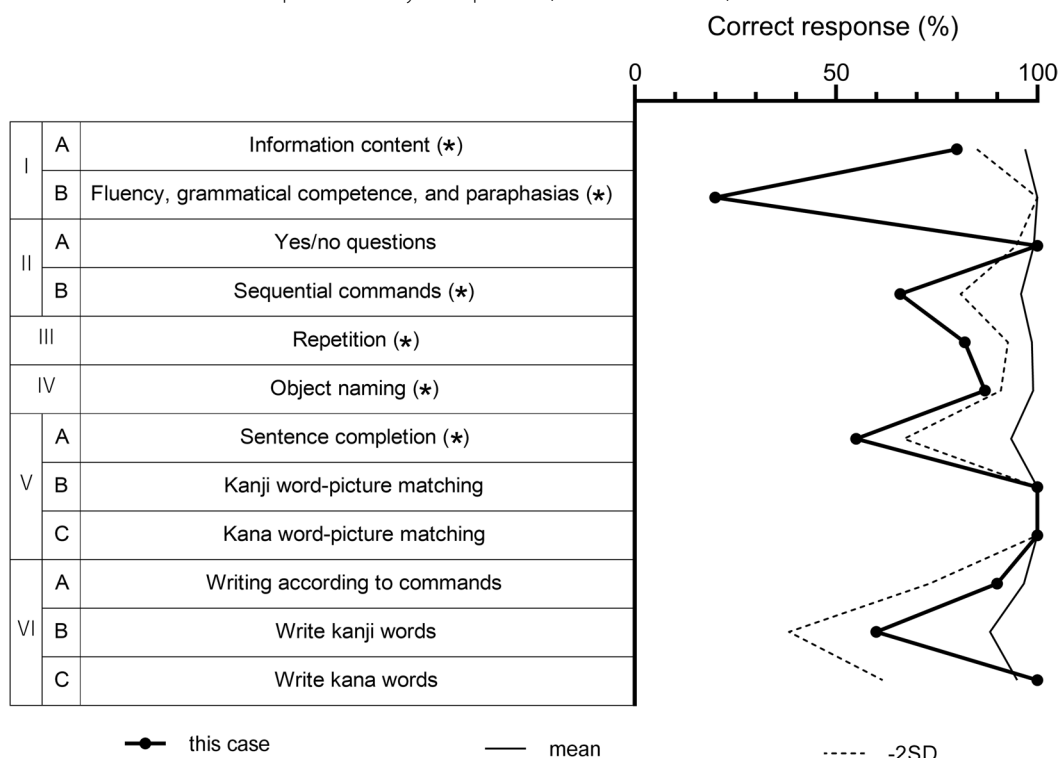 Correct response (%)
0 50 100
I A Information content (*)
B Fluency, grammatical competence, and paraphasias (*)
II A Yes/no questions
B Sequential commands (*)
III Repetition (*)
IV Object naming (*)
V A Sentence completion (*)
B Kanji word-picture matching
C Kana word-picture matching
VI A Writing according to commands
B Write kanji words
C Write kana words
this case mean -2SD